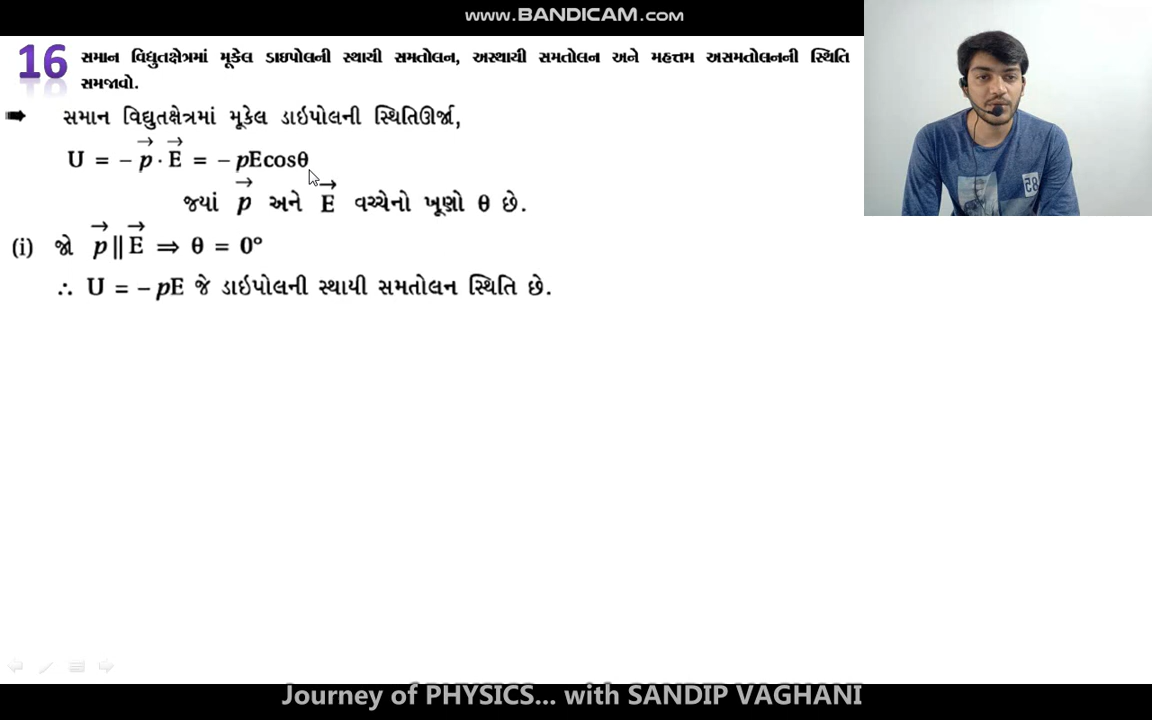 www.BANDICAM.com
16 સમાન વિદ્યુતક્ષેત્રમાં મૂકેલ ડાઇપોલની સ્થાયી સમતોલન, અસ્થાયી સમતોલન અને મહત્તમ અસમતોલનની સ્થિતિ
સમજાવો.
➡ સમાન વિદ્યુતક્ષેત્રમાં મૂકેલ ડાઇપોલની સ્થિતિઊર્જા,
U = – p⃗ · E⃗ = – pEcosθ
જ્યાં p⃗ અને E⃗ વચ્ચેનો ખૂણો θ છે.
(i) જો p⃗ || E⃗ ⇒ θ = 0°
∴ U = – pE જે ડાઇપોલની સ્થાયી સમતોલન સ્થિતિ છે.
Journey of PHYSICS... with SANDIP VAGHANI